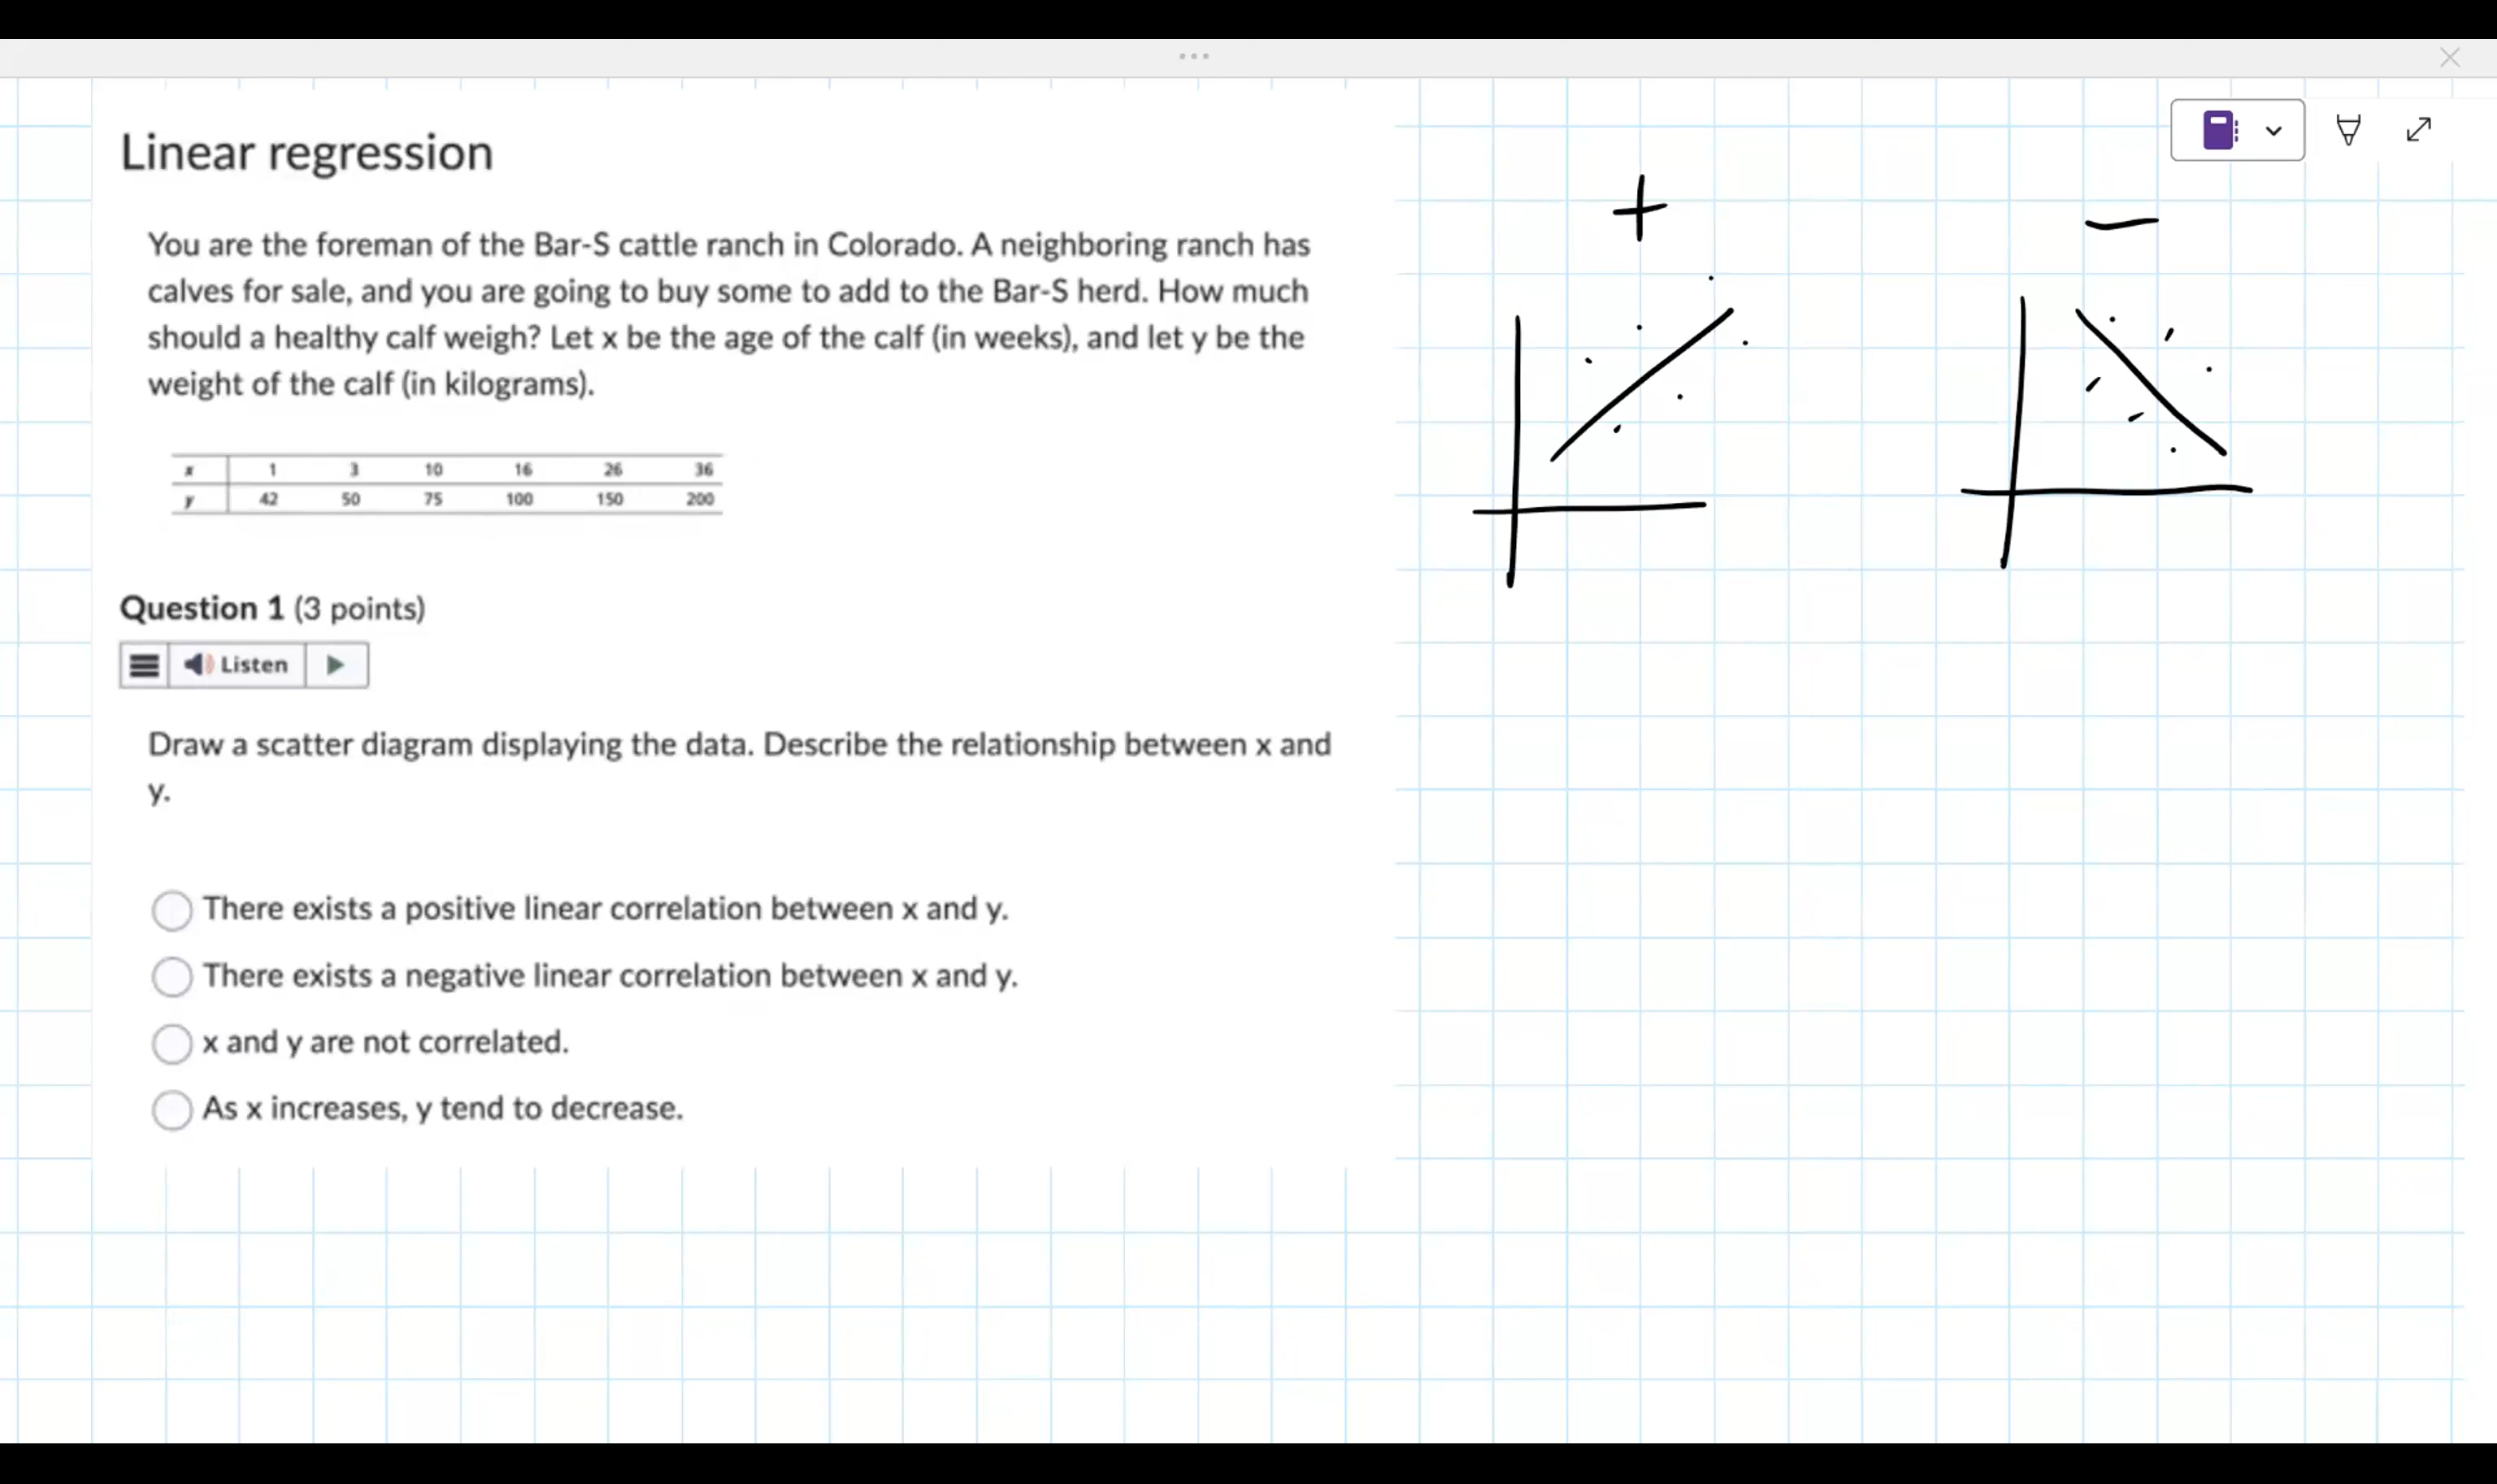 Linear regression
You are the foreman of the Bar-S cattle ranch in Colorado. A neighboring ranch has
calves for sale, and you are going to buy some to add to the Bar-S herd. How much
should a healthy calf weigh? Let x be the age of the calf (in weeks), and let y be the
weight of the calf (in kilograms).
x 1 3 10 16 26 36
y 42 50 75 100 150 200
Question 1 (3 points)
Listen
Draw a scatter diagram displaying the data. Describe the relationship between x and
y.
There exists a positive linear correlation between x and y.
There exists a negative linear correlation between x and y.
x and y are not correlated.
As x increases, y tend to decrease.
+
−